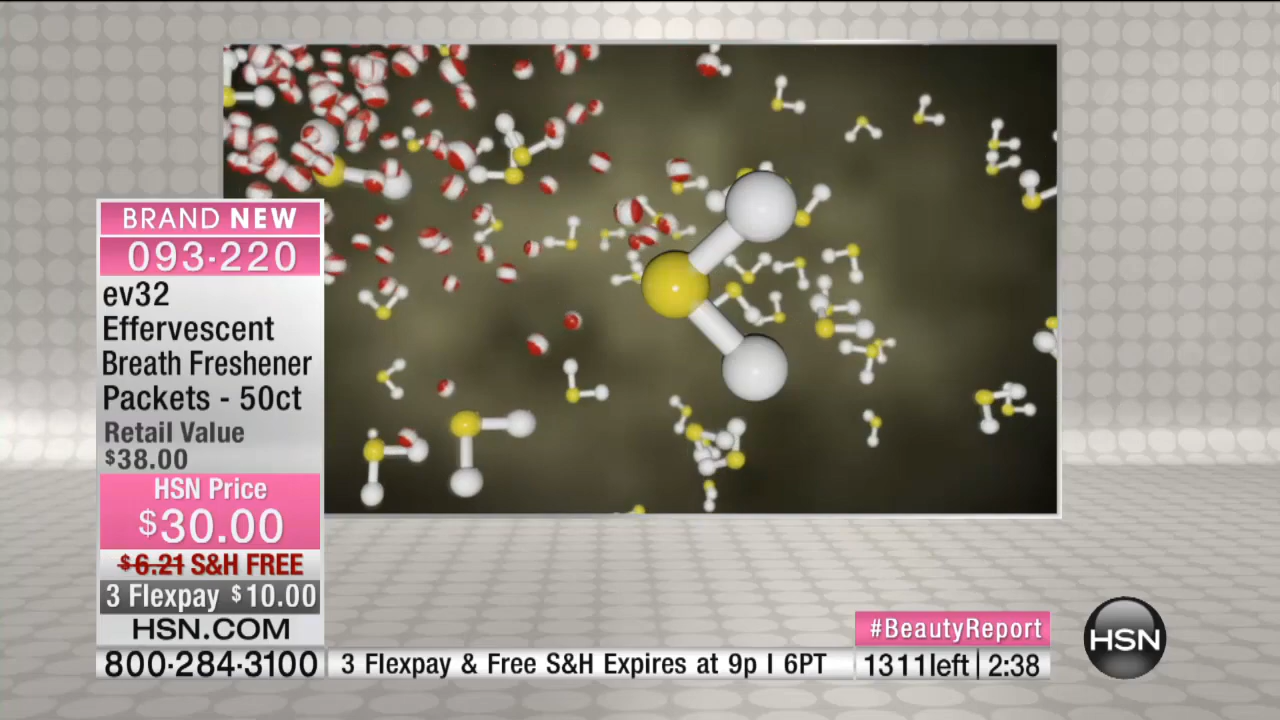 BRAND NEW
093·220
ev32
Effervescent
Breath Freshener
Packets - 50ct
Retail Value
$38.00
HSN Price
$30.00
$6.21 S&H FREE
3 Flexpay $10.00
HSN.COM
800·284·3100
3 Flexpay & Free S&H Expires at 9p I 6PT
#BeautyReport
1311left | 2:38
HSN